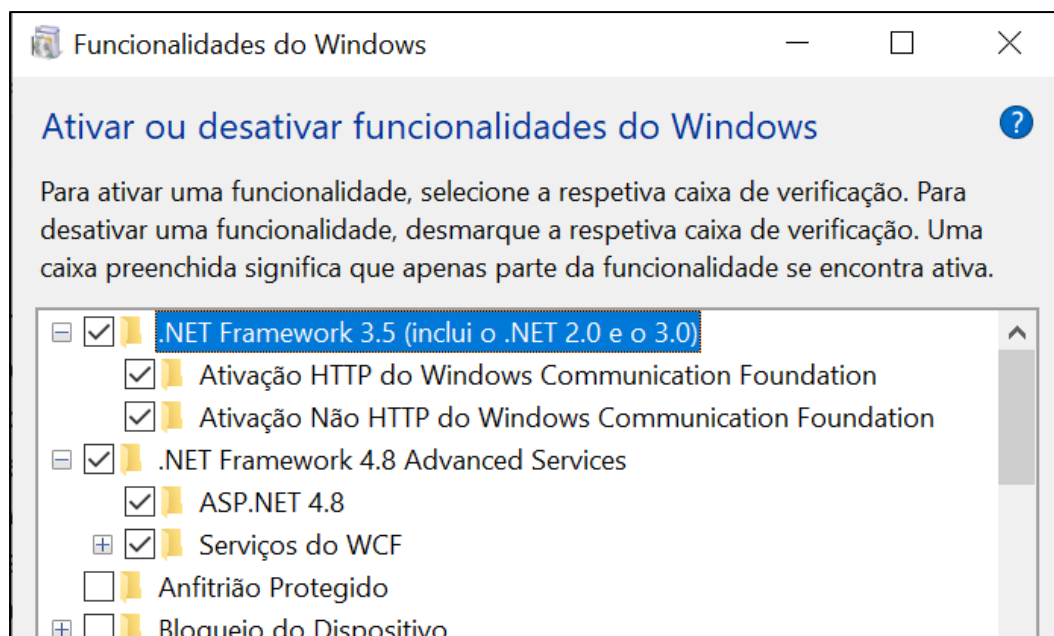 Funcionalidades do Windows
Ativar ou desativar funcionalidades do Windows
?
Para ativar uma funcionalidade, selecione a respetiva caixa de verificação. Para
desativar uma funcionalidade, desmarque a respetiva caixa de verificação. Uma
caixa preenchida significa que apenas parte da funcionalidade se encontra ativa.
.NET Framework 3.5 (inclui o .NET 2.0 e o 3.0)
Ativação HTTP do Windows Communication Foundation
Ativação Não HTTP do Windows Communication Foundation
.NET Framework 4.8 Advanced Services
ASP.NET 4.8
Serviços do WCF
Anfitrião Protegido
Bloqueio do Dispositivo